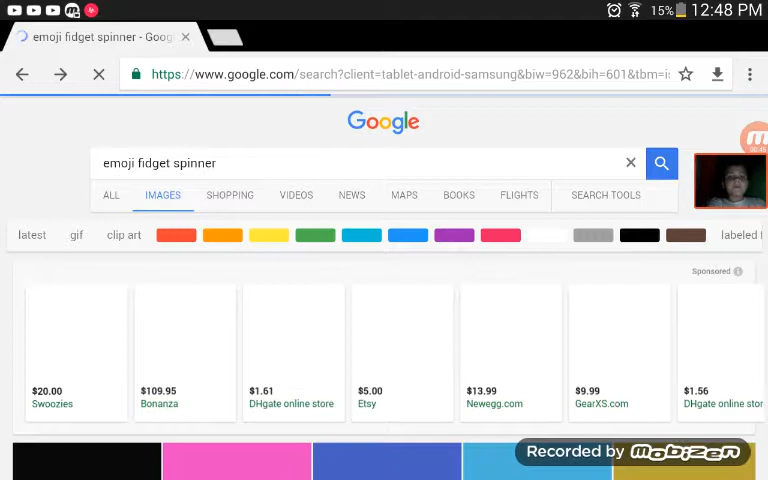 15% 12:48 PM
emoji fidget spinner - Goog
https://www.google.com/search?client=tablet-android-samsung&biw=962&bih=601&tbm=i
Google
00:45
emoji fidget spinner
ALL IMAGES SHOPPING VIDEOS NEWS MAPS BOOKS FLIGHTS SEARCH TOOLS
latest gif clip art labeled f
Sponsored
$20.00 $109.95 $1.61 $5.00 $13.99 $9.99 $1.56
Swoozies Bonanza DHgate online store Etsy Newegg.com GearXS.com DHgate online stor
Recorded by mobizen